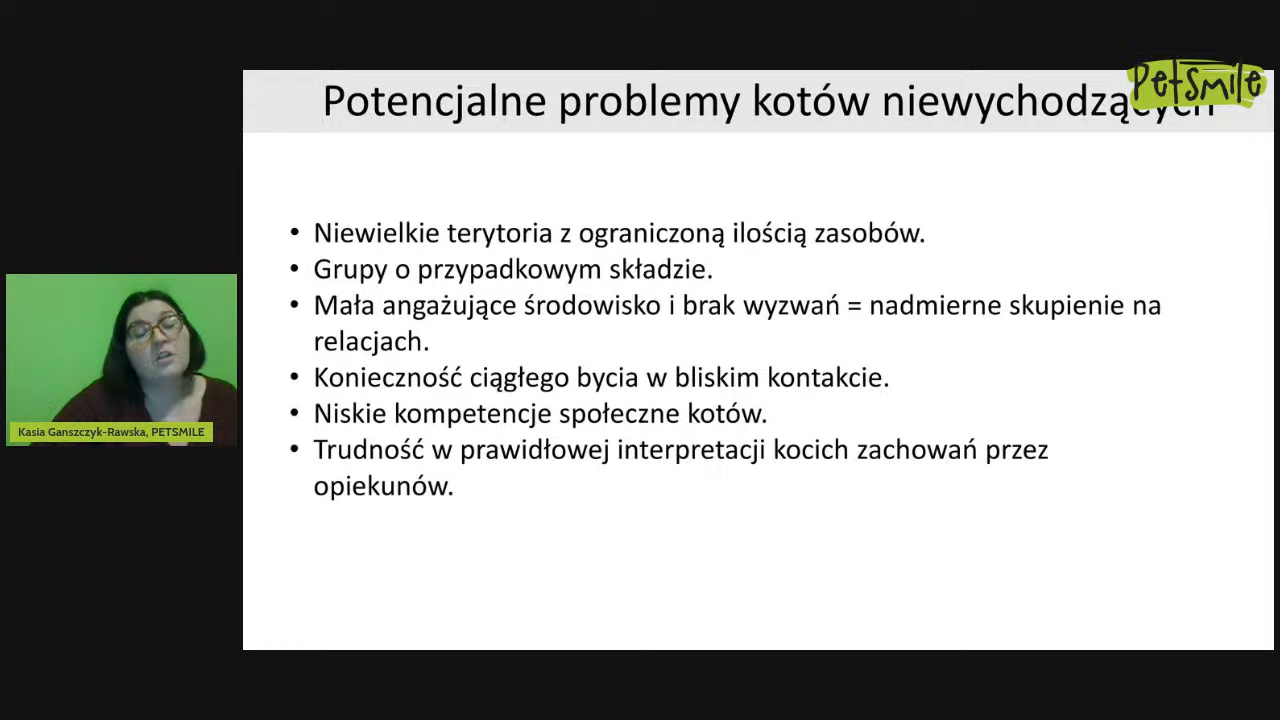 Potencjalne problemy kotów niewychodzących
PetSmile
• Niewielkie terytoria z ograniczoną ilością zasobów.
• Grupy o przypadkowym składzie.
• Mała angażujące środowisko i brak wyzwań = nadmierne skupienie na
relacjach.
• Konieczność ciągłego bycia w bliskim kontakcie.
• Niskie kompetencje społeczne kotów.
• Trudność w prawidłowej interpretacji kocich zachowań przez
opiekunów.
Kasia Ganszczyk-Rawska, PETSMILE